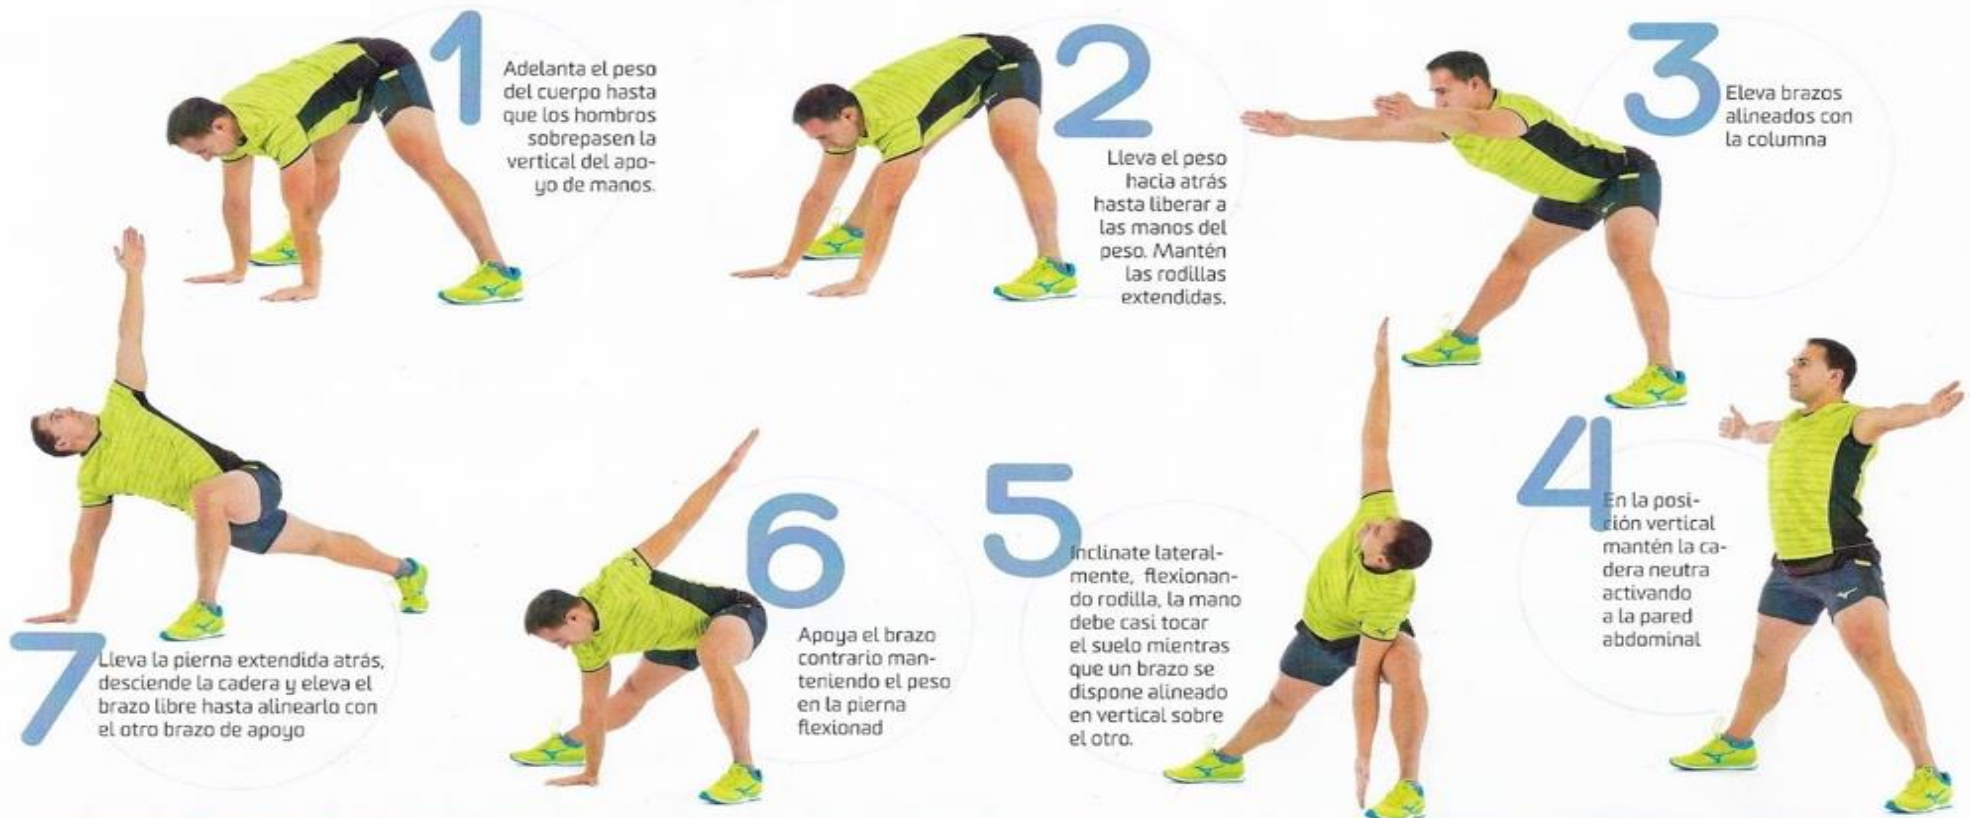 1
Adelanta el peso
del cuerpo hasta
que los hombros
sobrepasen la
vertical del apo-
yo de manos.
2
Lleva el peso
hacia atrás
hasta liberar a
las manos del
peso. Mantén
las rodillas
extendidas.
3
Eleva brazos
alineados con
la columna
4
En la posi-
ción vertical
mantén la ca-
dera neutra
activando
a la pared
abdominal
5
Inclínate lateral-
mente, flexionan-
do rodilla, la mano
debe casi tocar
el suelo mientras
que un brazo se
dispone alineado
en vertical sobre
el otro.
6
Apoya el brazo
contrario man-
teniendo el peso
en la pierna
flexionad
7
Lleva la pierna extendida atrás,
desciende la cadera y eleva el
brazo libre hasta alinearlo con
el otro brazo de apoyo